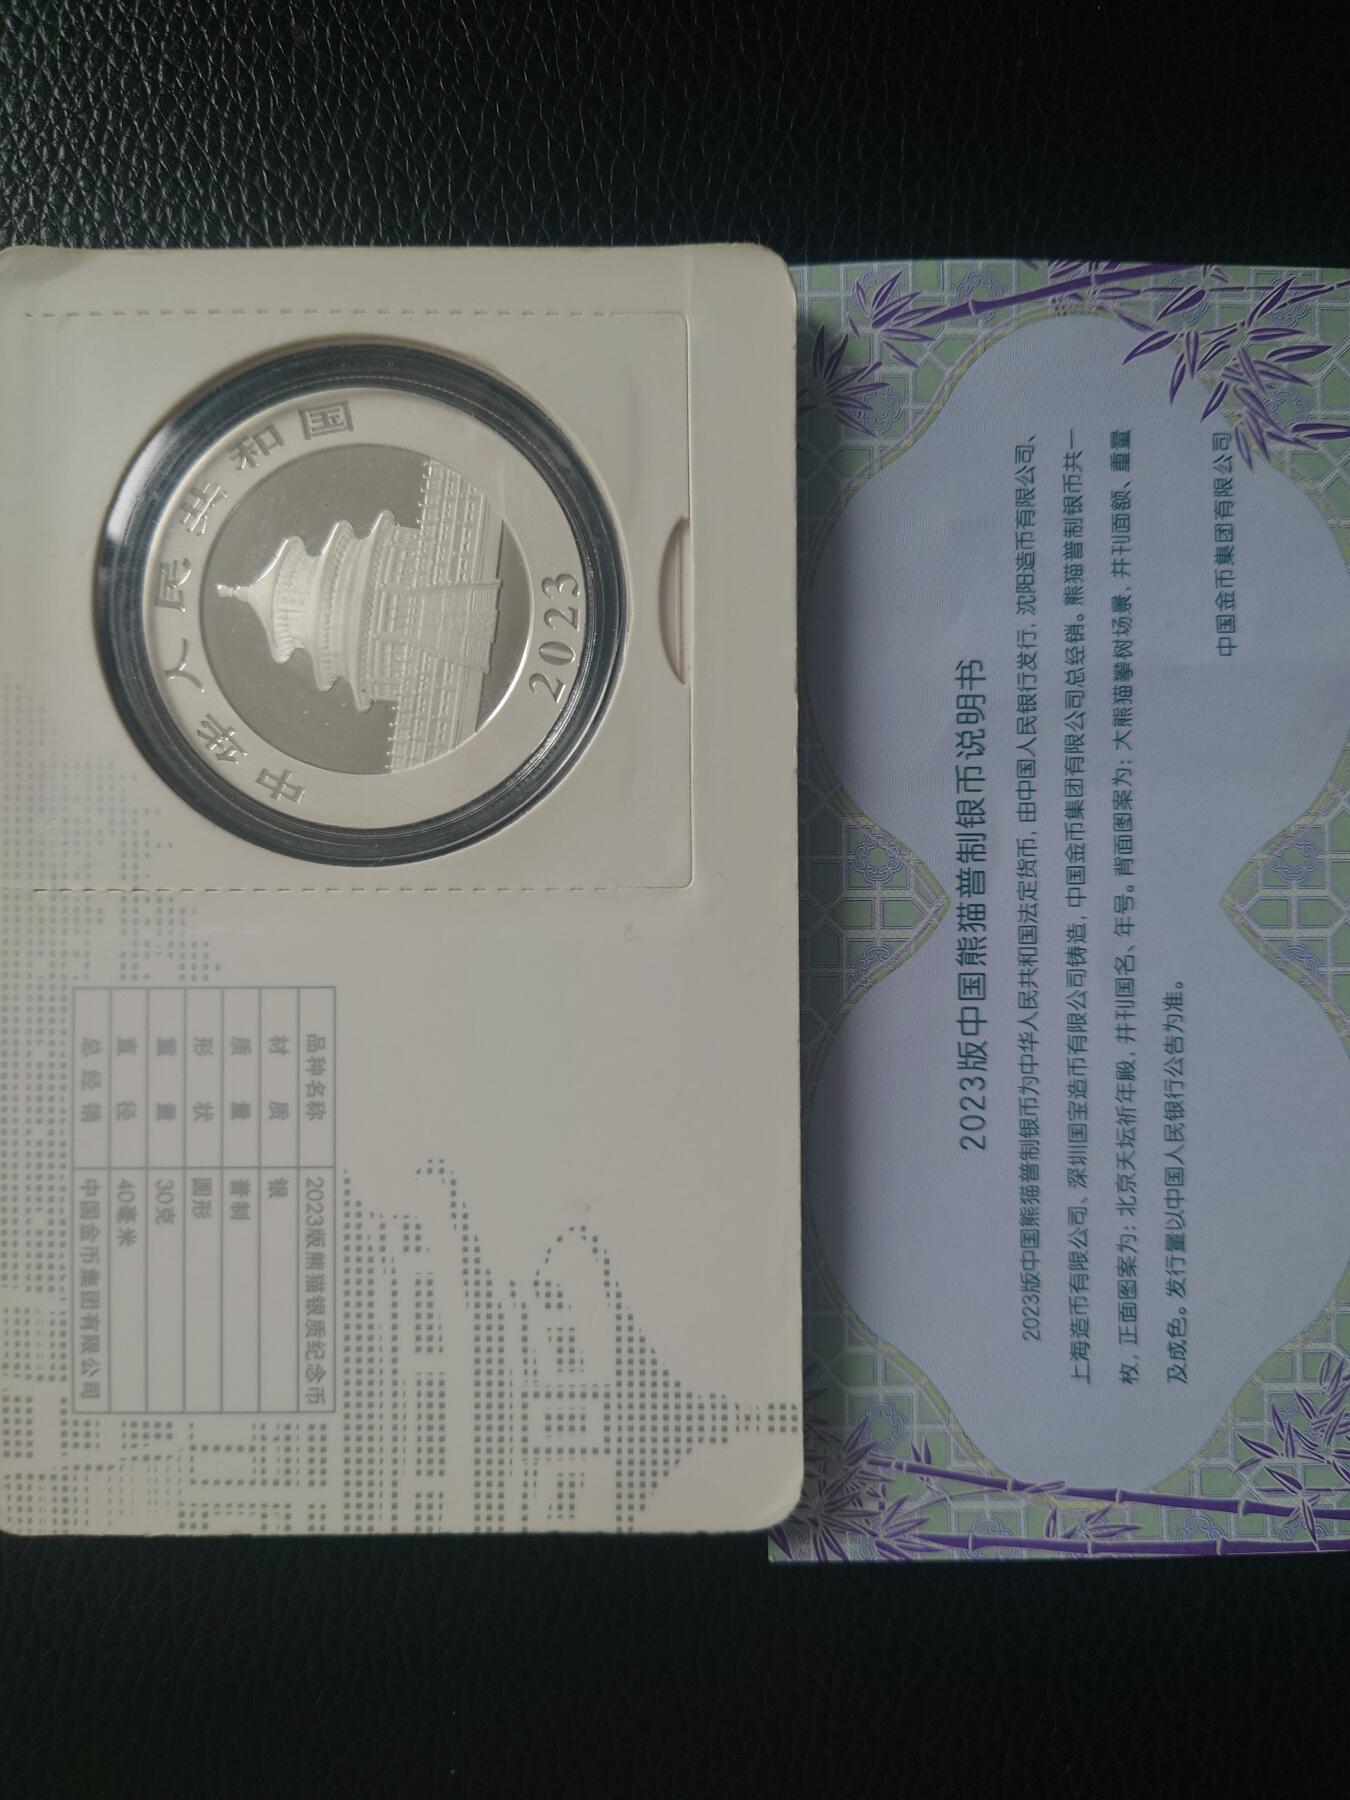 中华人民共和国
2023
品种名称 2023版熊猫银质纪念币
材质 银
质量 普制
形状 圆形
重量 30克
直径 40毫米
总经销 中国金币集团有限公司
2023版中国熊猫普制银币说明书
2023版中国熊猫普制银币为中华人民共和国法定货币，由中国人民银行发行，沈阳造币有限公司、
上海造币有限公司、深圳国宝造币有限公司铸造，中国金币集团有限公司总经销。熊猫普制银币共一
枚，正面图案为：北京天坛祈年殿，并刊国名、年号。背面图案为：大熊猫攀树场景，并刊面额、重量
及成色。发行量以中国人民银行公告为准。
中国金币集团有限公司